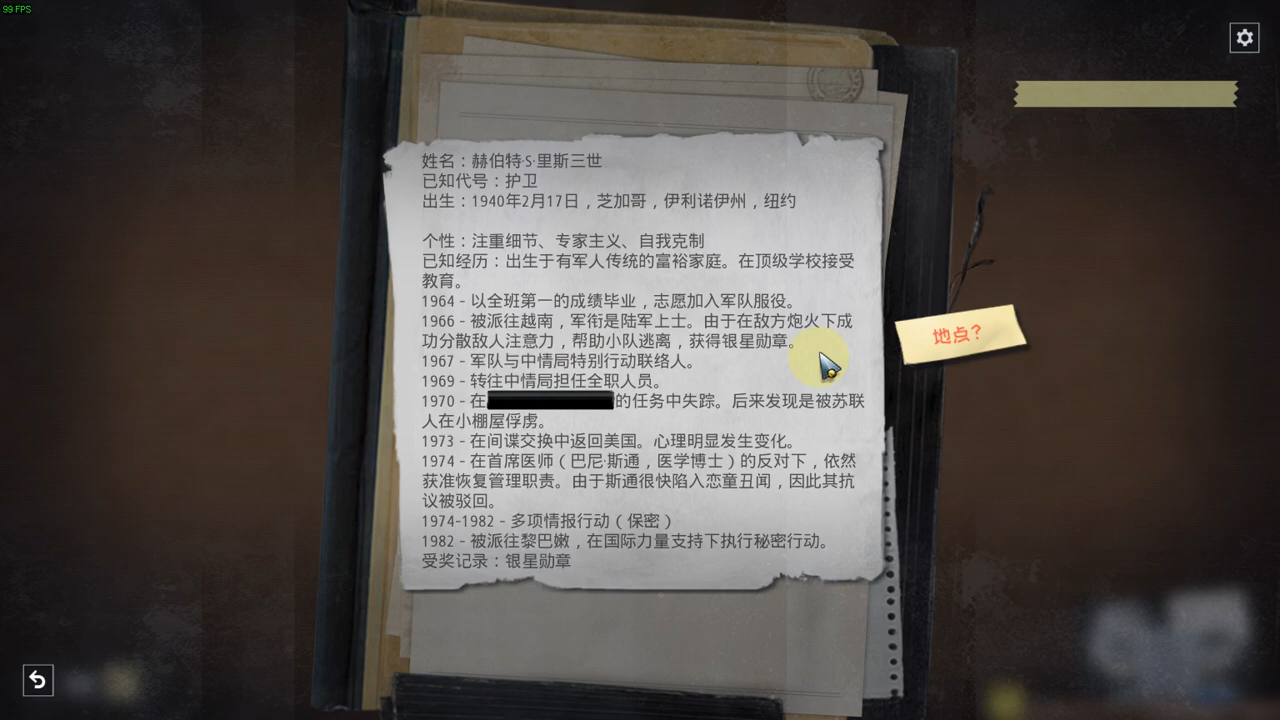 99 FPS
姓名：赫伯特·S·里斯三世
已知代号：护卫
出生：1940年2月17日，芝加哥，伊利诺伊州，纽约
个性：注重细节、专家主义、自我克制
已知经历：出生于有军人传统的富裕家庭。在顶级学校接受
教育。
1964 - 以全班第一的成绩毕业，志愿加入军队服役。
1966 - 被派往越南，军衔是陆军上士。由于在敌方炮火下成
功分散敌人注意力，帮助小队逃离，获得银星勋章。
1967 - 军队与中情局特别行动联络人。
1969 - 转往中情局担任全职人员。
1970 - 在的任务中失踪。后来发现是被苏联
人在小棚屋俘虏。
1973 - 在间谍交换中返回美国。心理明显发生变化。
1974 - 在首席医师（巴尼·斯通，医学博士）的反对下，依然
获准恢复管理职责。由于斯通很快陷入恋童丑闻，因此其抗
议被驳回。
1974-1982 - 多项情报行动（保密）
1982 - 被派往黎巴嫩，在国际力量支持下执行秘密行动。
受奖记录：银星勋章
地点？